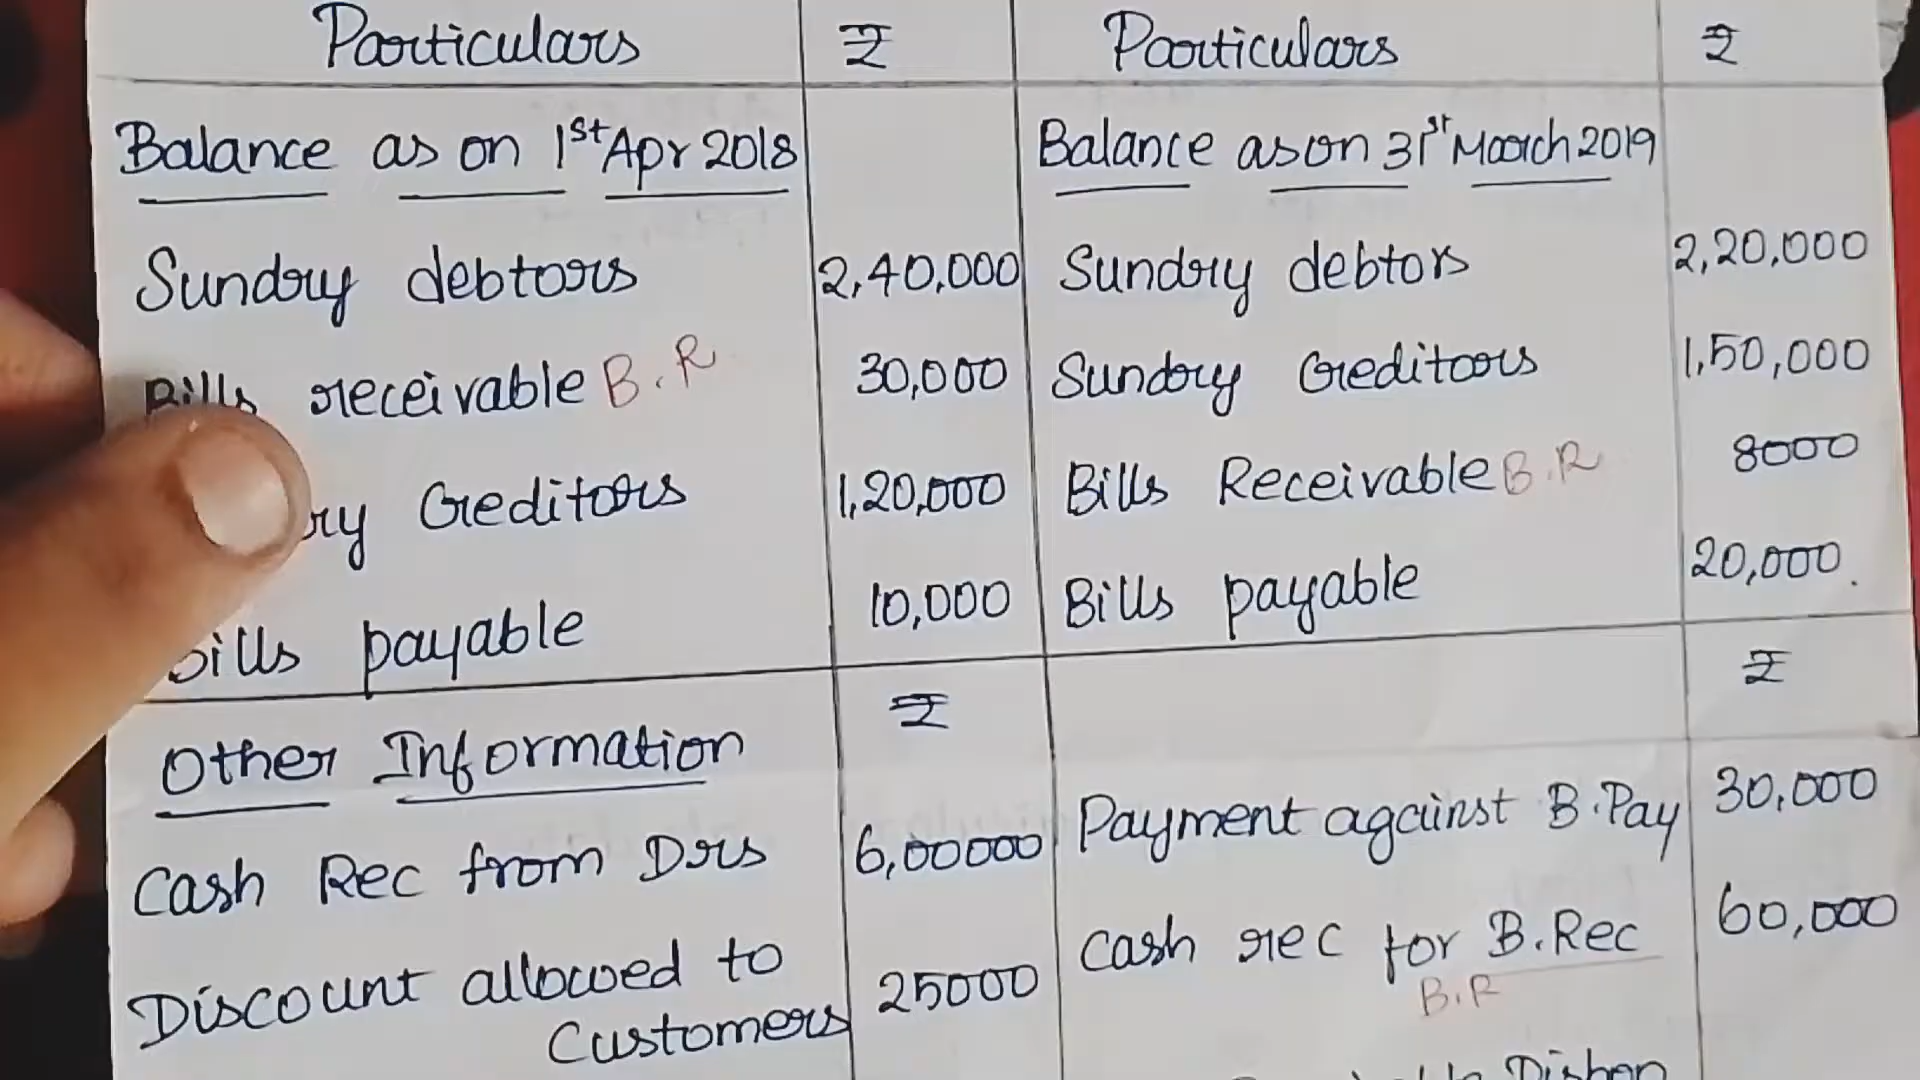 Particulars ₹ Particulars ₹
Balance as on 1st Apr 2018 Balance as on 31st March 2019
Sundry debtors 2,40,000 Sundry debtors 2,20,000
Bills receivable B.R 30,000 Sundry Creditors 1,50,000
ry Creditors 1,20,000 Bills Receivable B.R 8000
Bills payable 10,000 Bills payable 20,000.
Other Information ₹ ₹
Cash Rec from Drs 6,00000 Payment against B.Pay 30,000
Discount allowed to 25000 Cash rec for B.Rec 60,000
Customers B.R